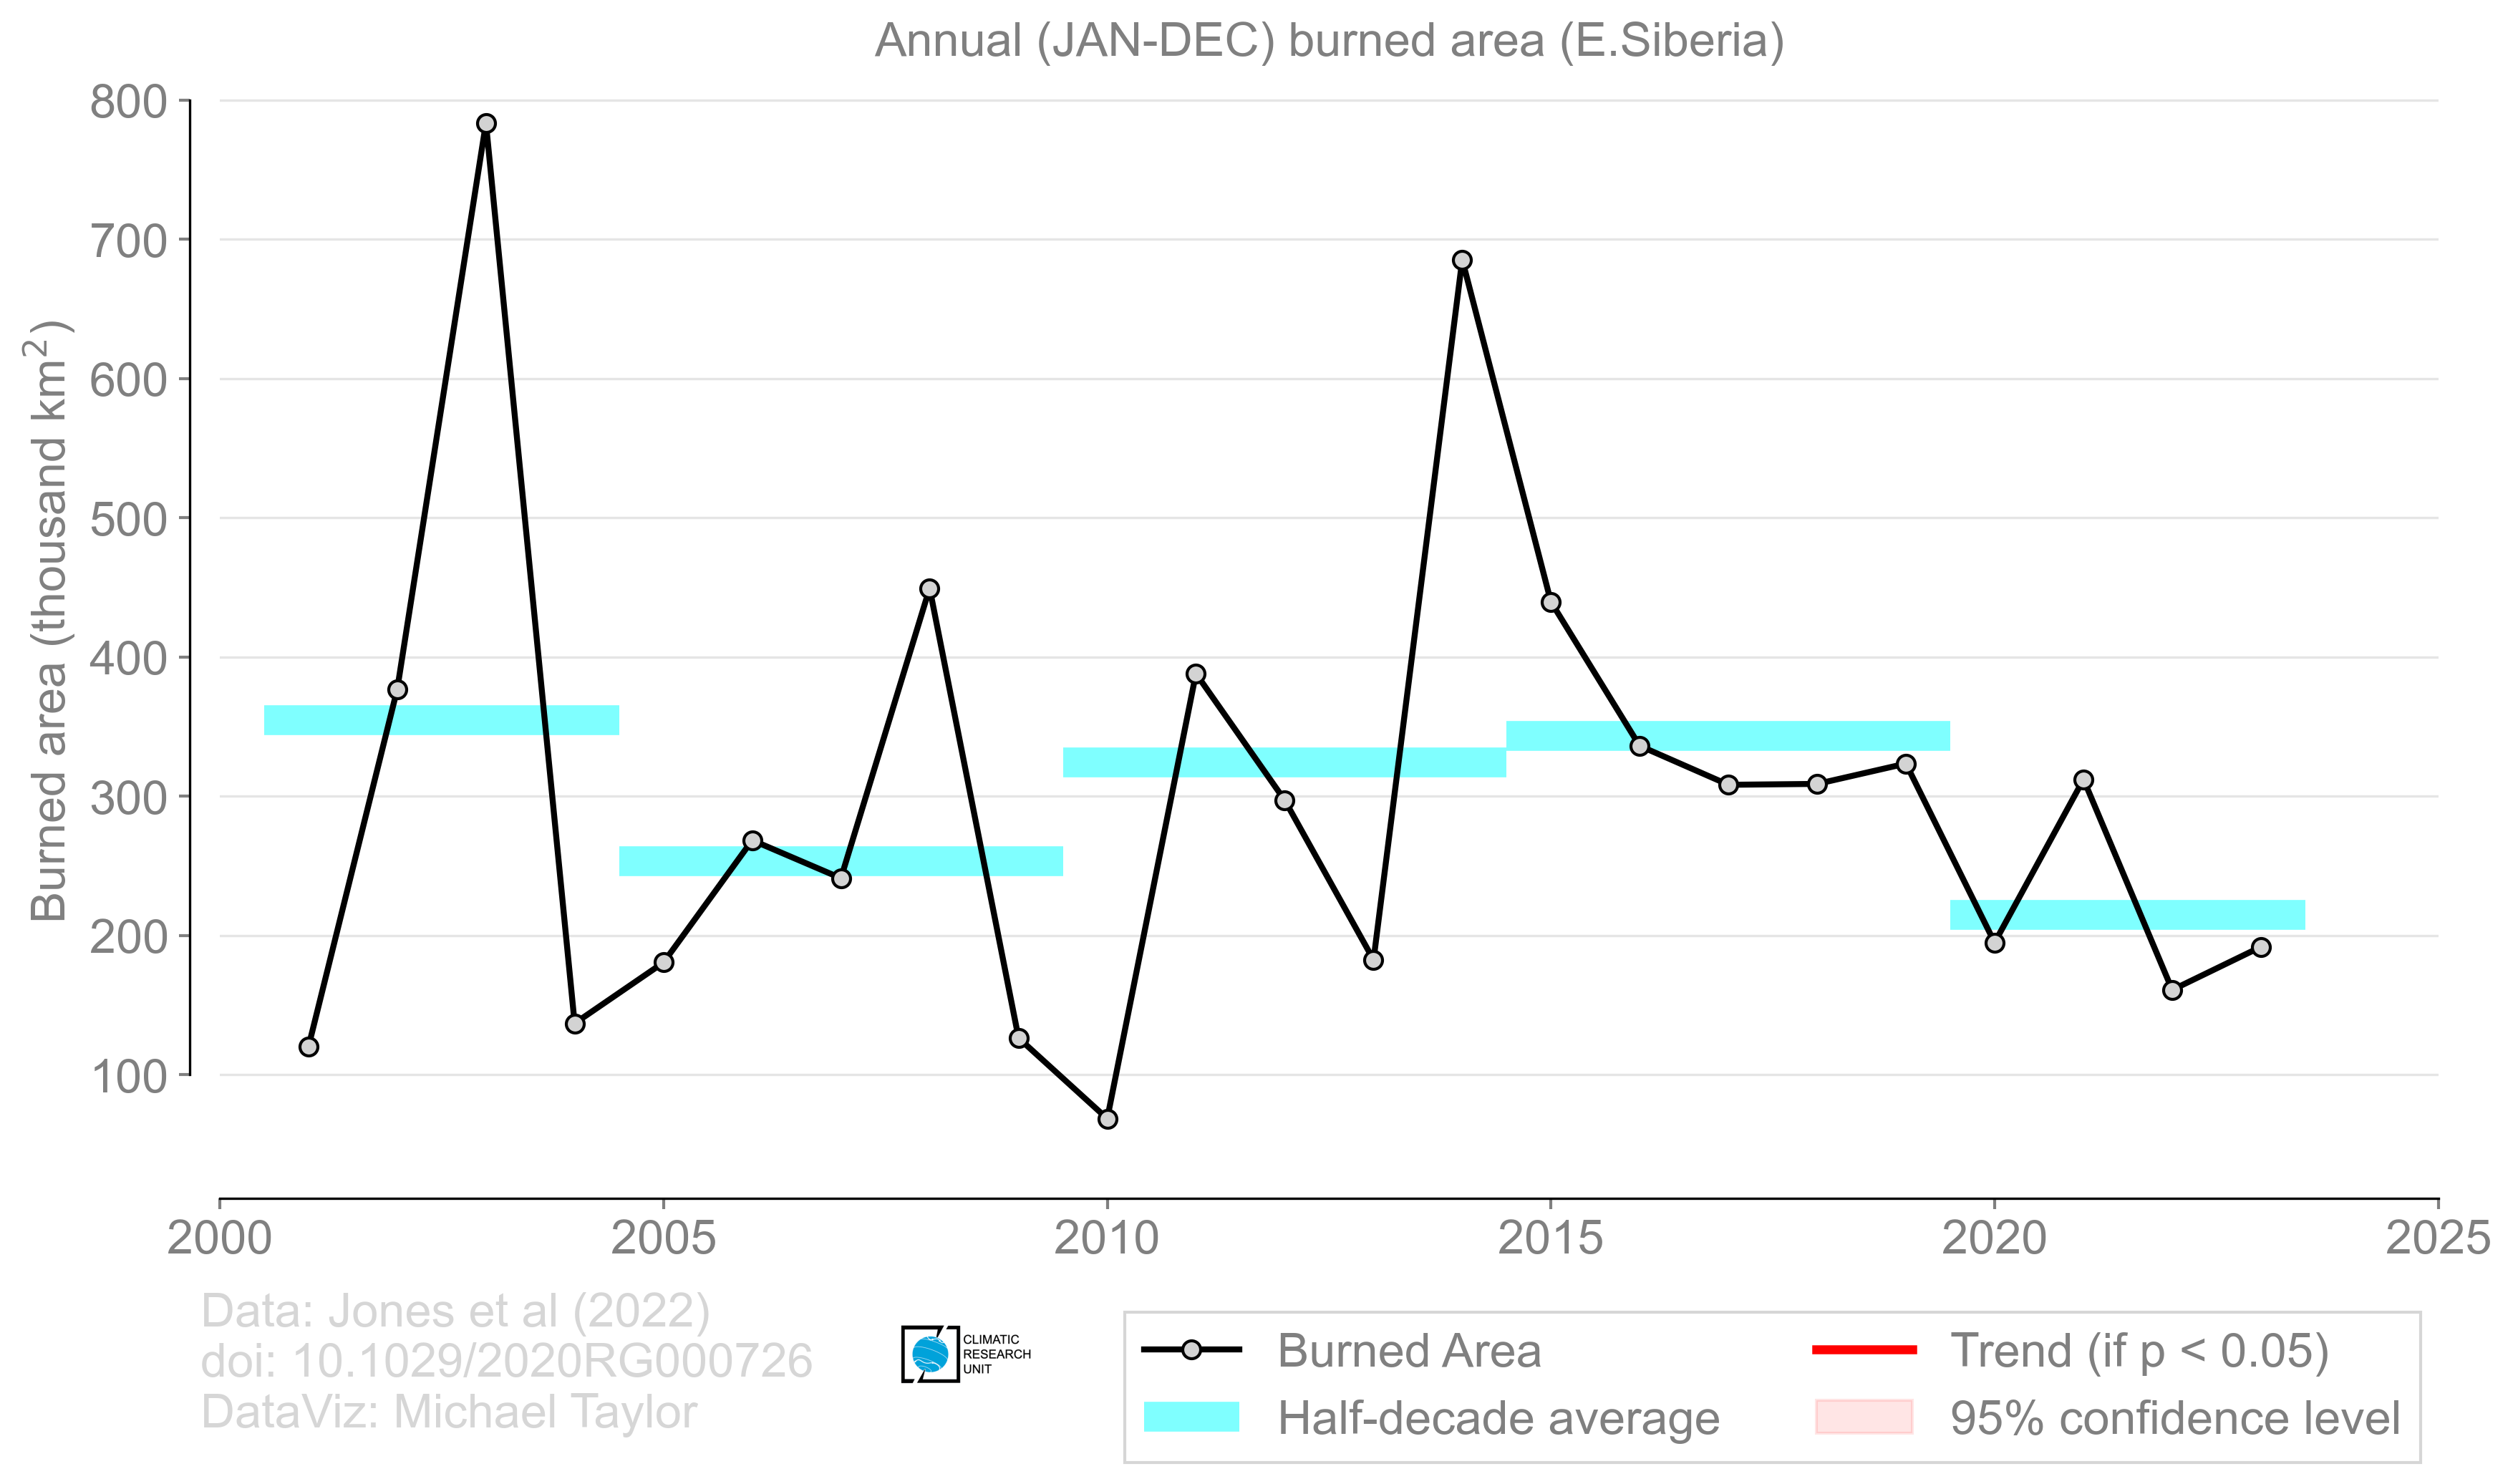 Annual (JAN-DEC) burned area (E.Siberia)
Burned area (thousand km²)
800
700
600
500
400
300
200
100
2000 2005 2010 2015 2020 2025
Data: Jones et al (2022)
doi: 10.1029/2020RG000726
DataViz: Michael Taylor
CLIMATIC
RESEARCH
UNIT
Burned Area
Half-decade average
Trend (if p < 0.05)
95% confidence level